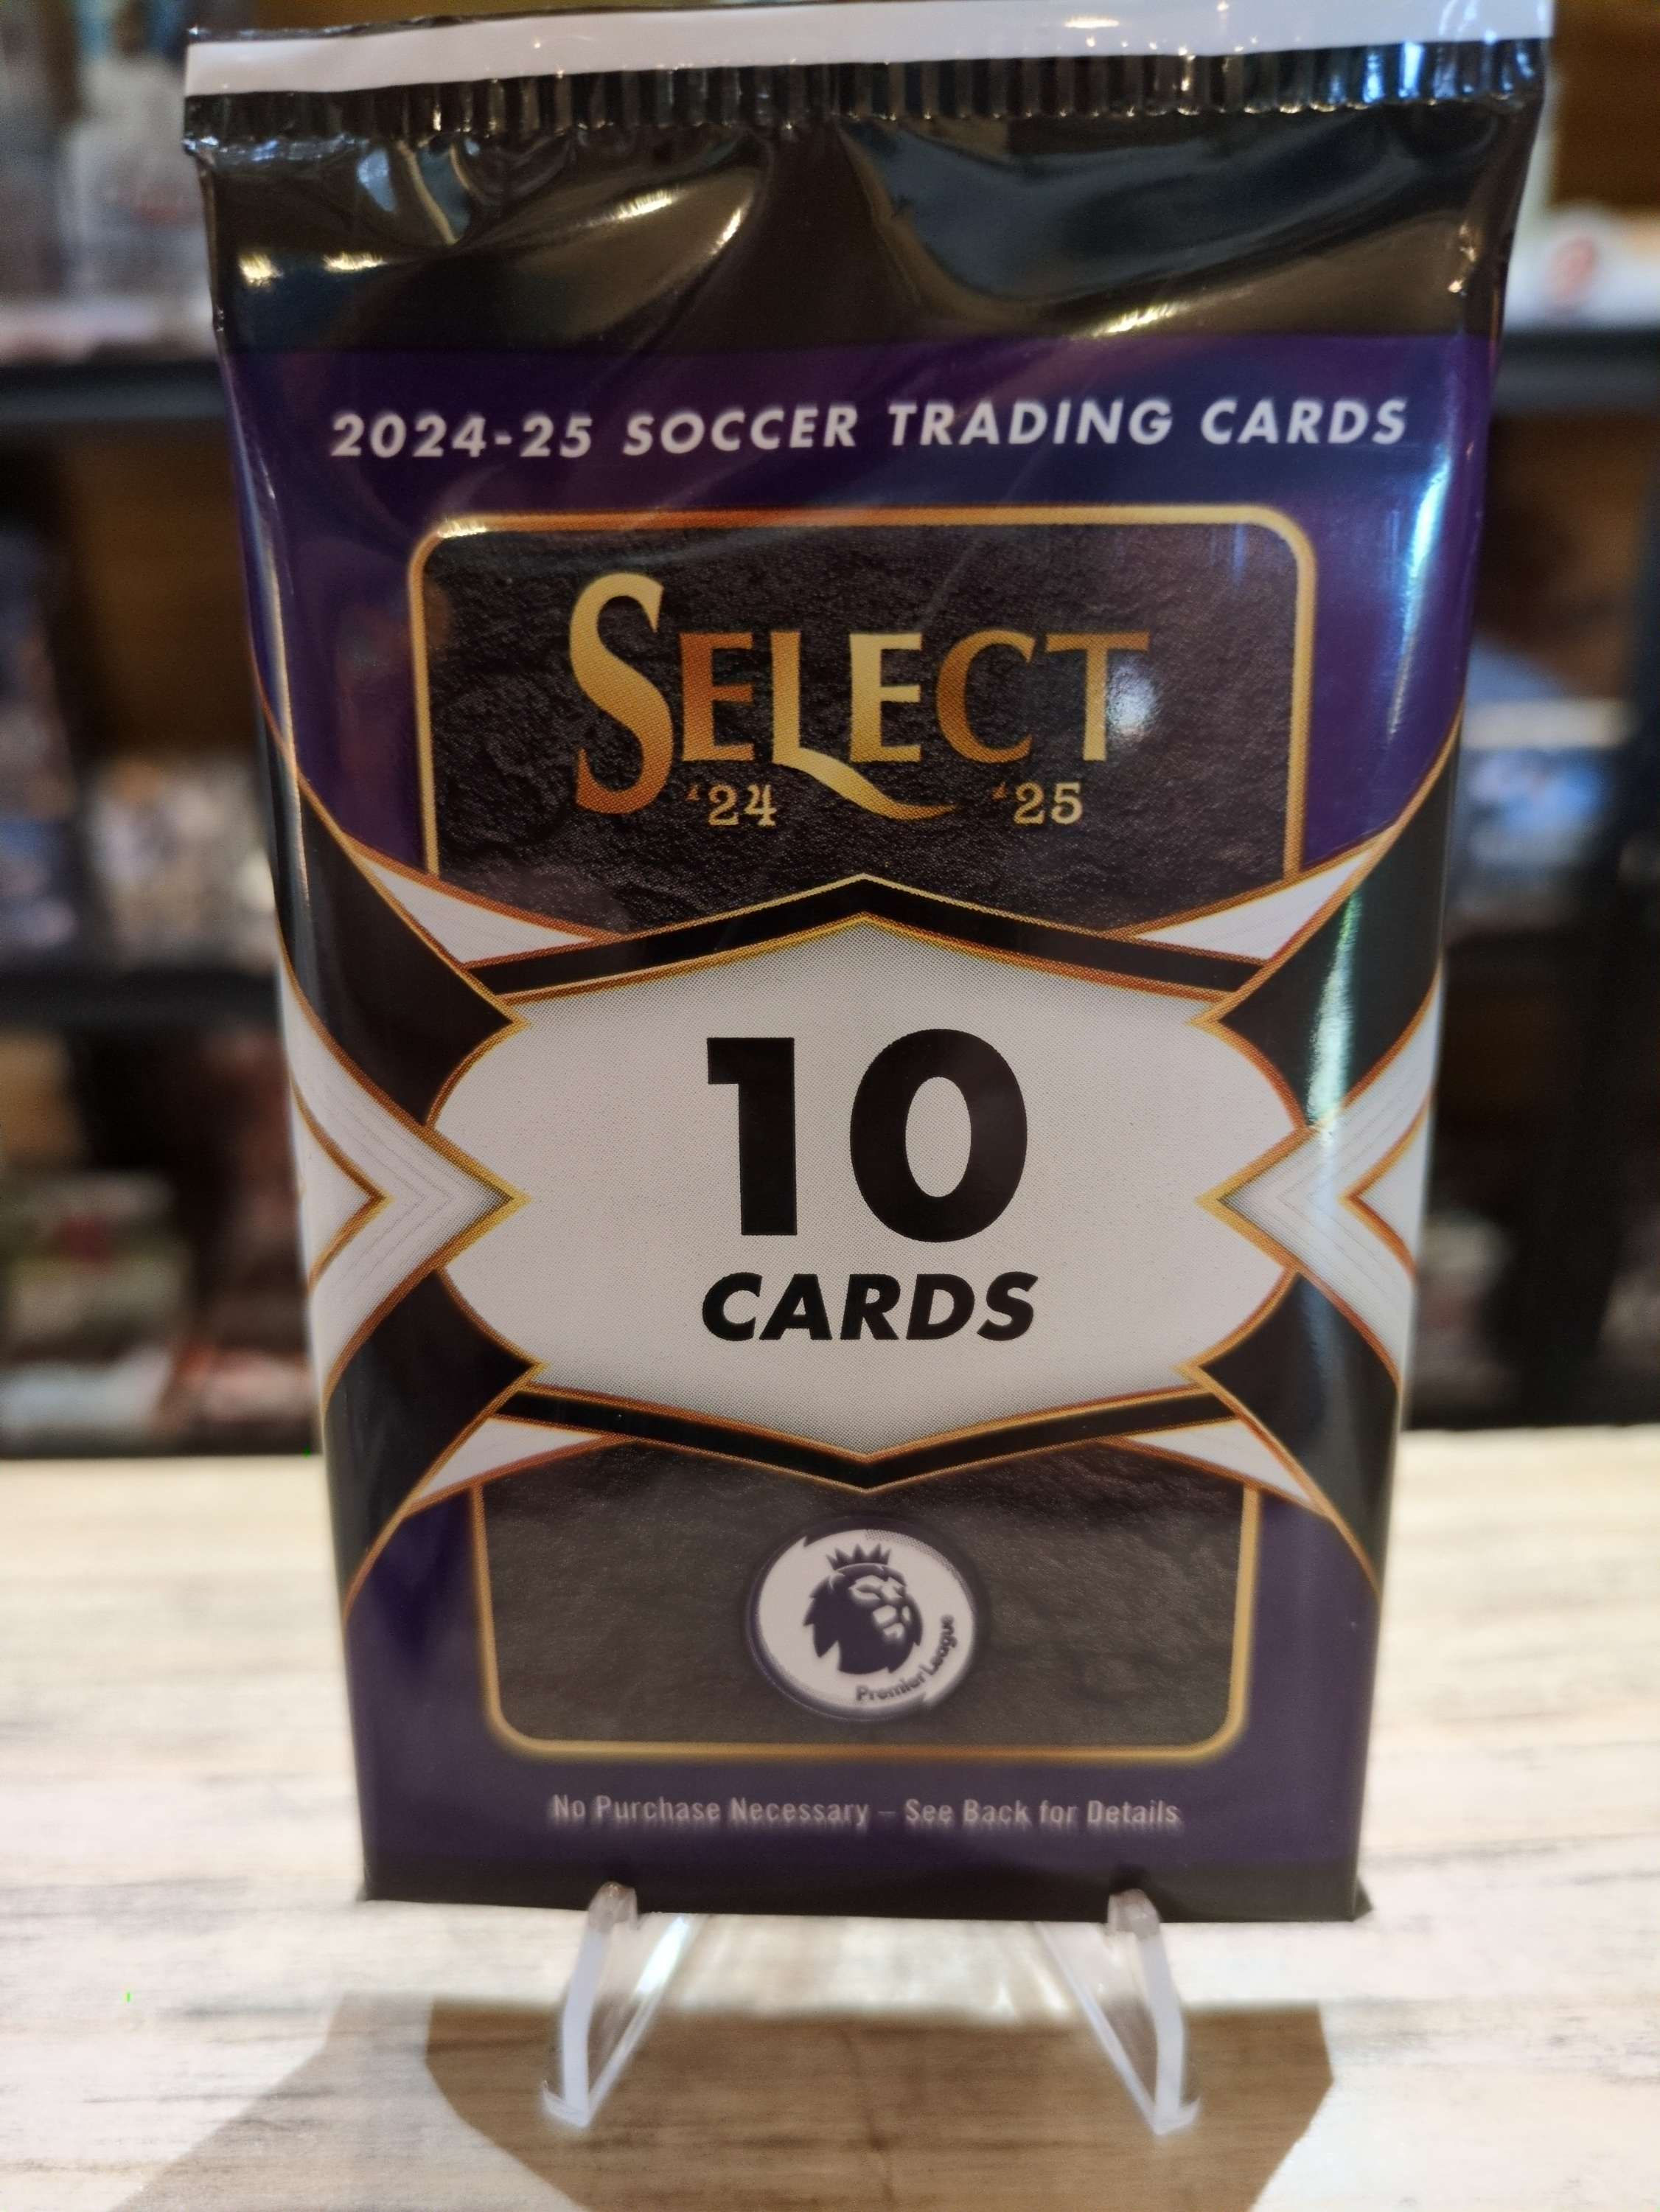 2024-25 SOCCER TRADING CARDS
SELECT
‘24 ‘25
10
CARDS
Premier League
No Purchase Necessary – See Back for Details